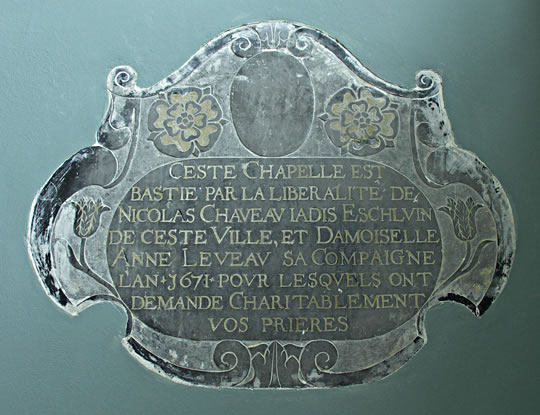 CESTE CHAPELLE EST
BASTIE PAR LA LIBERALITÉ DE
NICOLAS CHAVEAV IADIS ESCHLVIN
DE CESTE VILLE, ET DAMOISELLE
ANNE LEVEAV SA COMPAIGNE
LAN · 1671 · POVR LESQVELS ONT
DEMANDE CHARITABLEMENT
VOS PRIERES